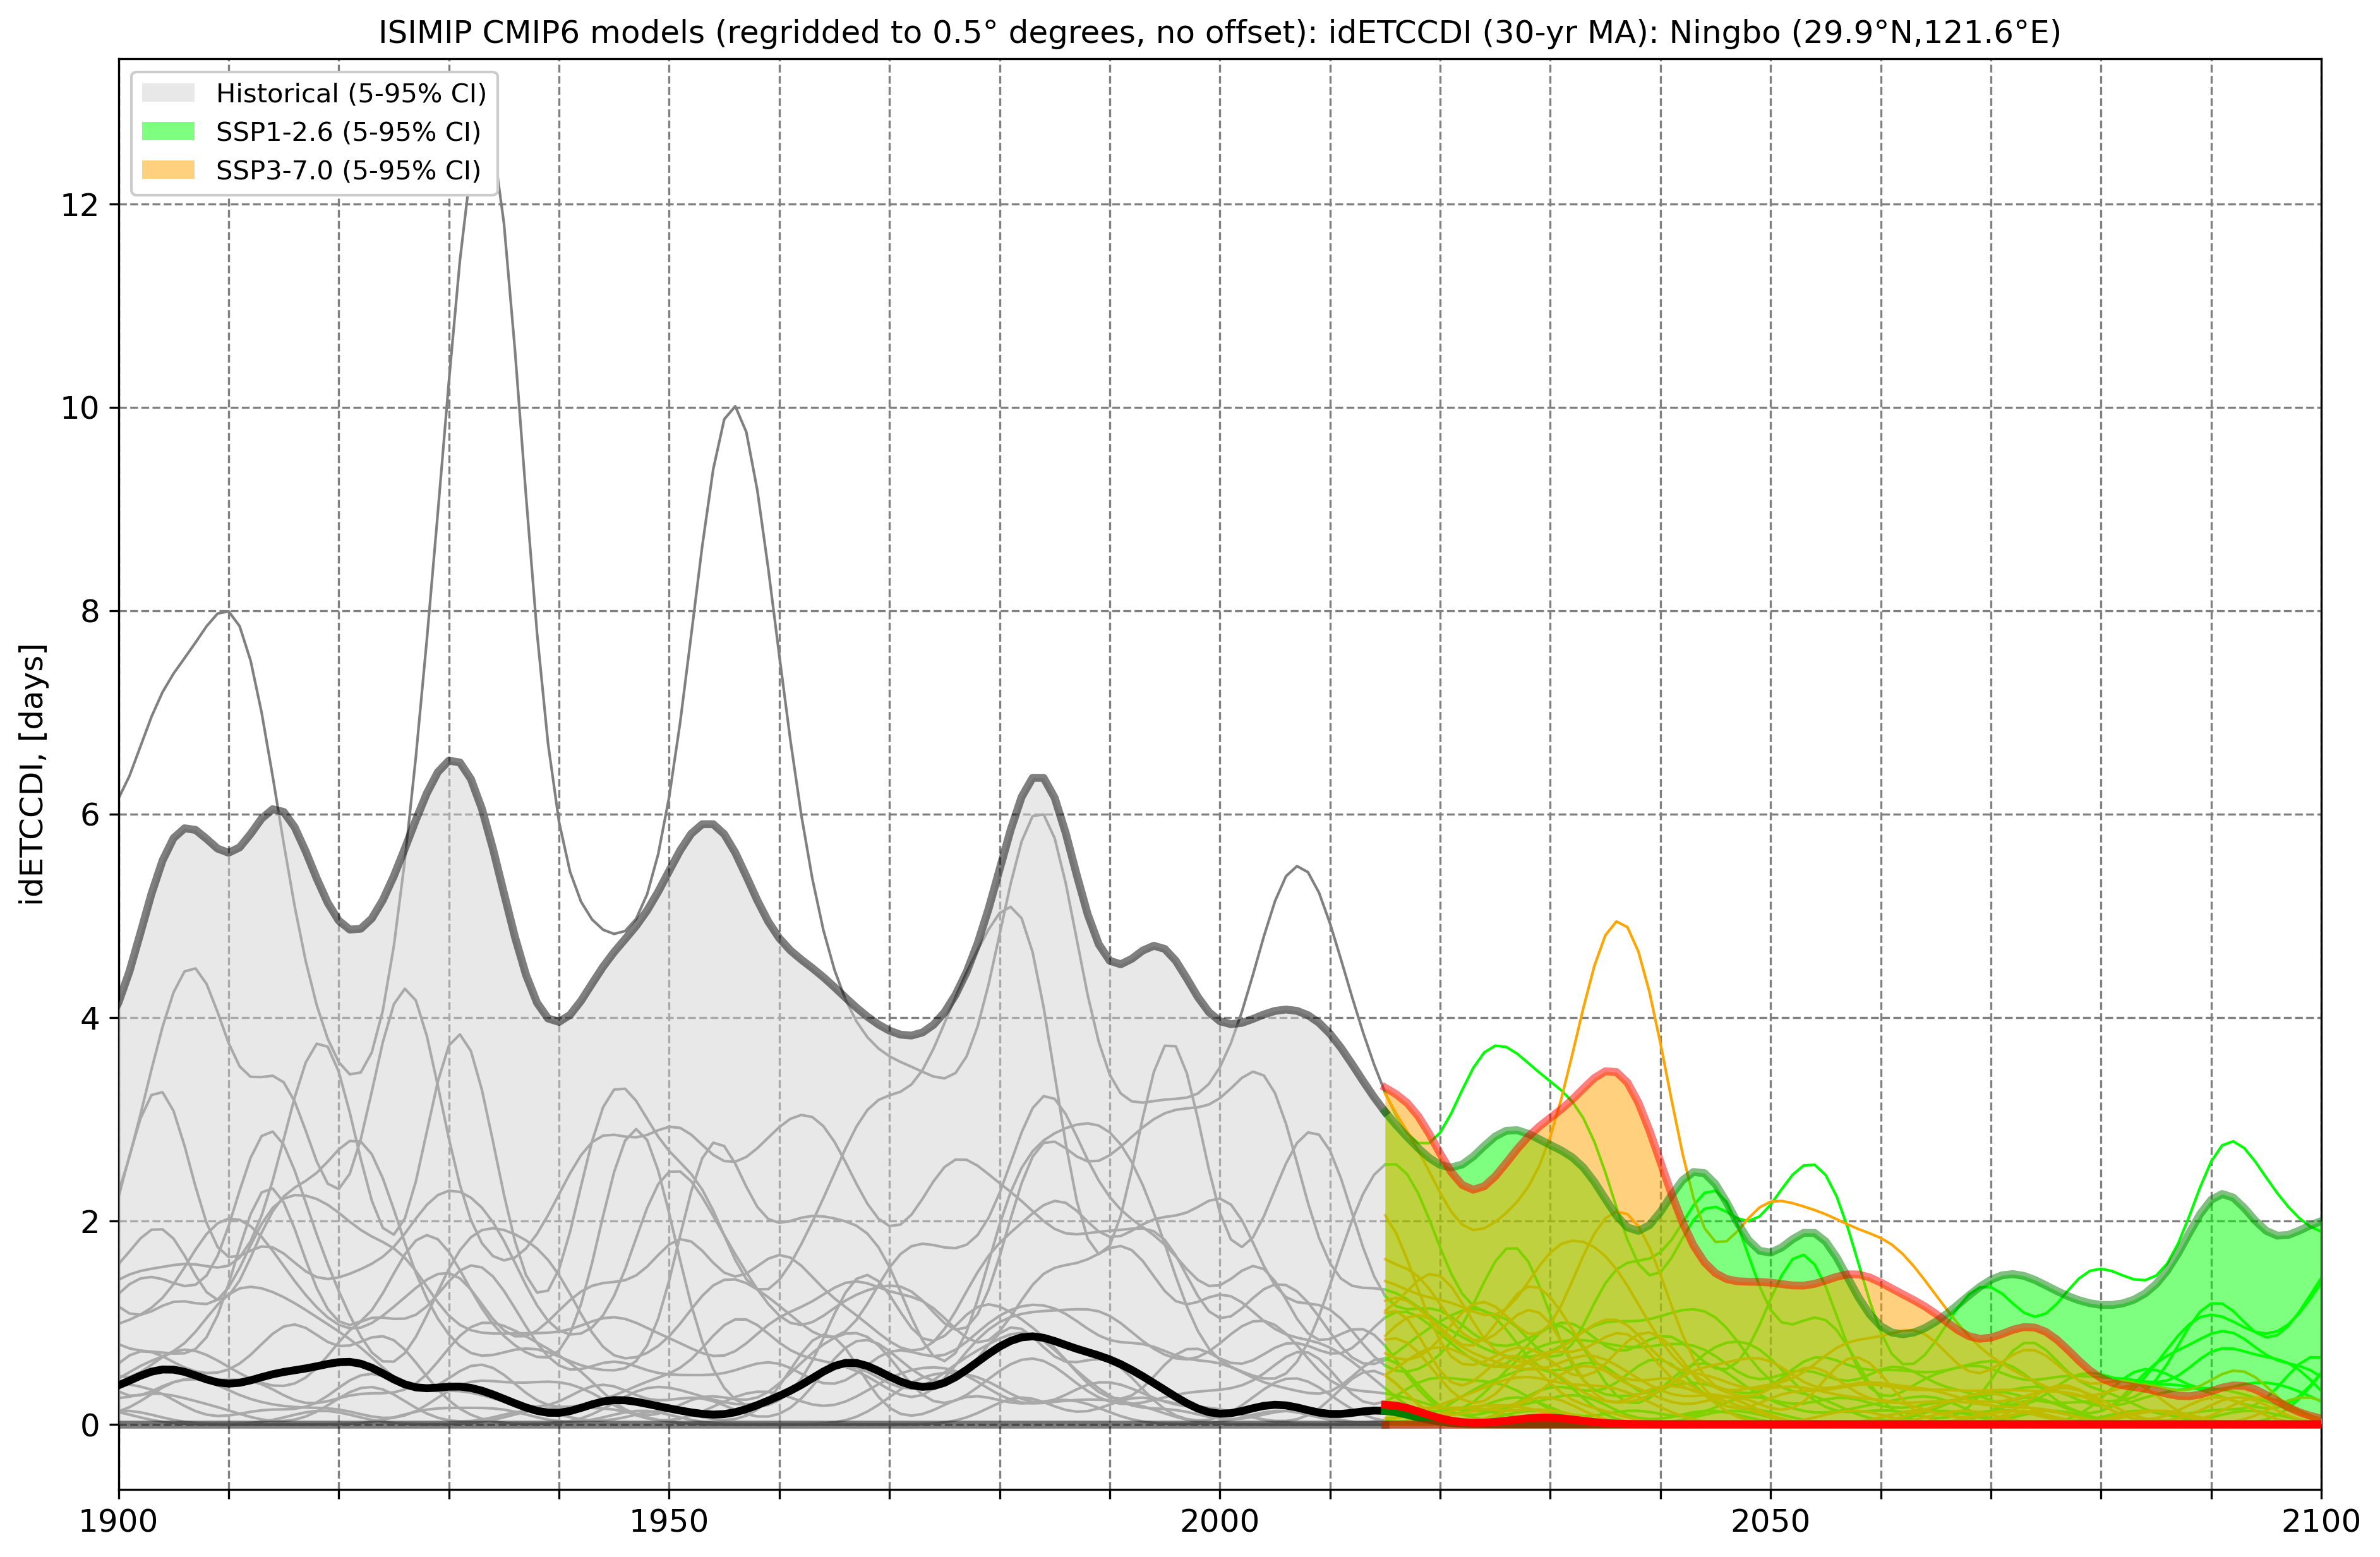 ISIMIP CMIP6 models (regridded to 0.5° degrees, no offset): idETCCDI (30-yr MA): Ningbo (29.9°N,121.6°E)
Historical (5-95% CI)
SSP1-2.6 (5-95% CI)
SSP3-7.0 (5-95% CI)
idETCCDI, [days]
12
10
8
6
4
2
0
1900
1950
2000
2050
2100